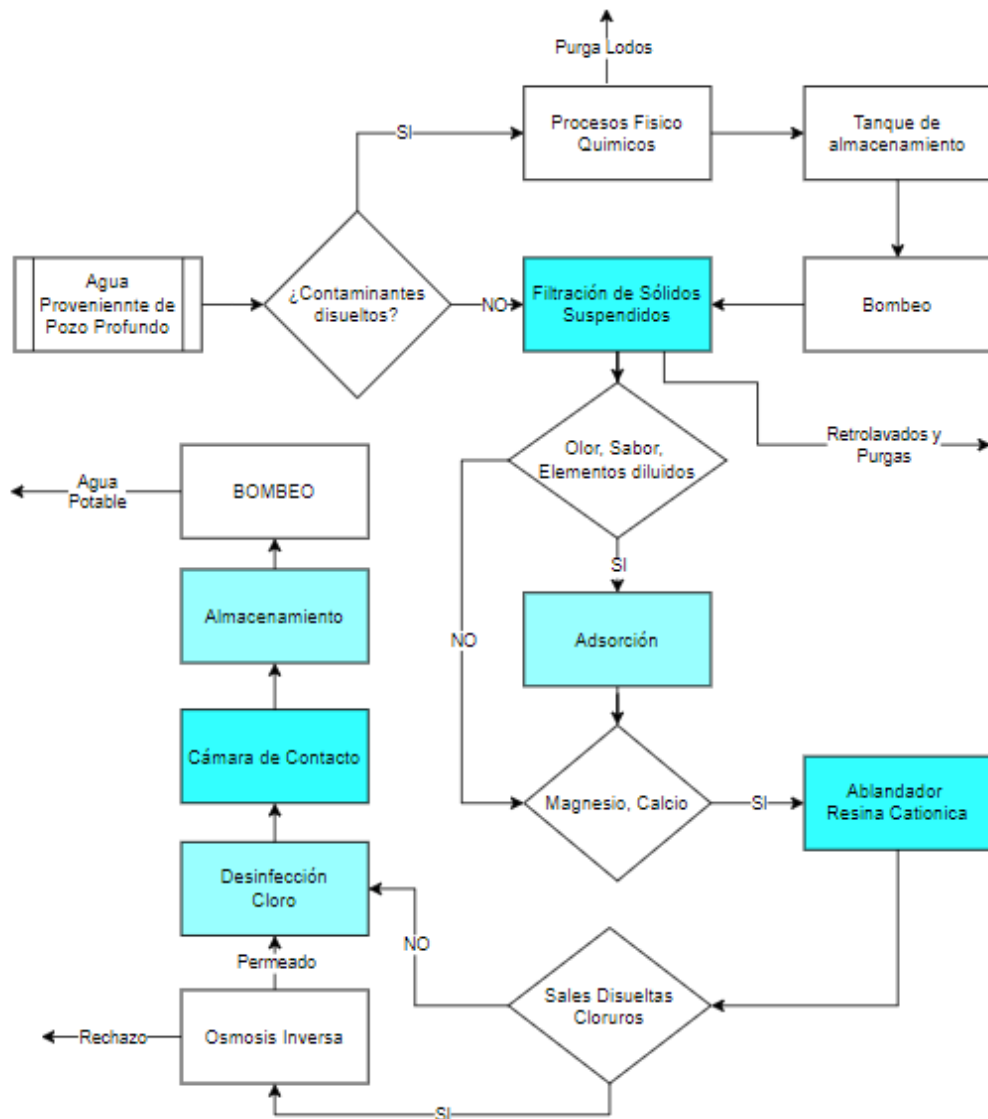 Purga Lodos
Procesos Fisico
Quimicos
Tanque de
almacenamiento
SI
Agua
Proveniennte de
Pozo Profundo
¿Contaminantes
disueltos?
NO
Filtración de Sólidos
Suspendidos
Bombeo
Retrolavados y
Purgas
Olor, Sabor,
Elementos diluidos
Agua
Potable
BOMBEO
SI
Almacenamiento
NO
Adsorción
Cámara de Contacto
Magnesio, Calcio
SI
Ablandador
Resina Cationica
Desinfección
Cloro
NO
Permeado
Sales Disueltas
Cloruros
Rechazo
Osmosis Inversa
SI